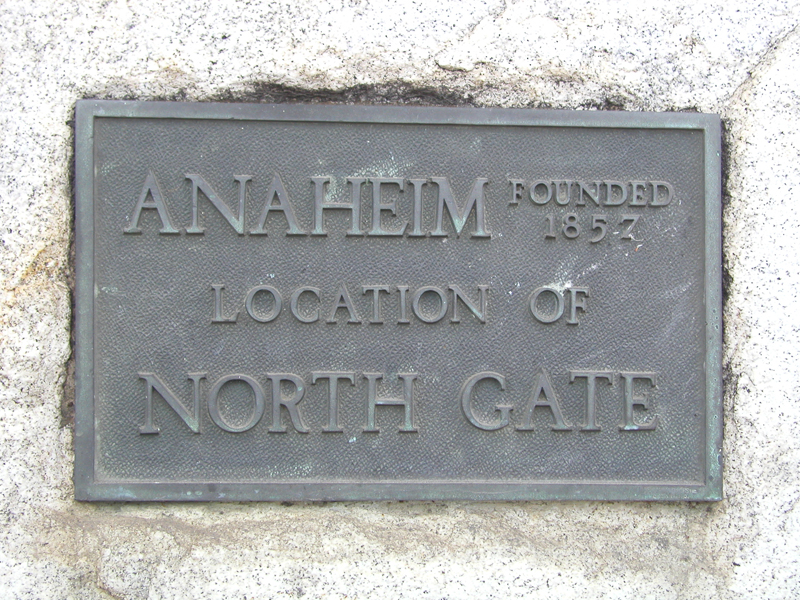 ANAHEIM FOUNDED
1857
LOCATION OF
NORTH GATE